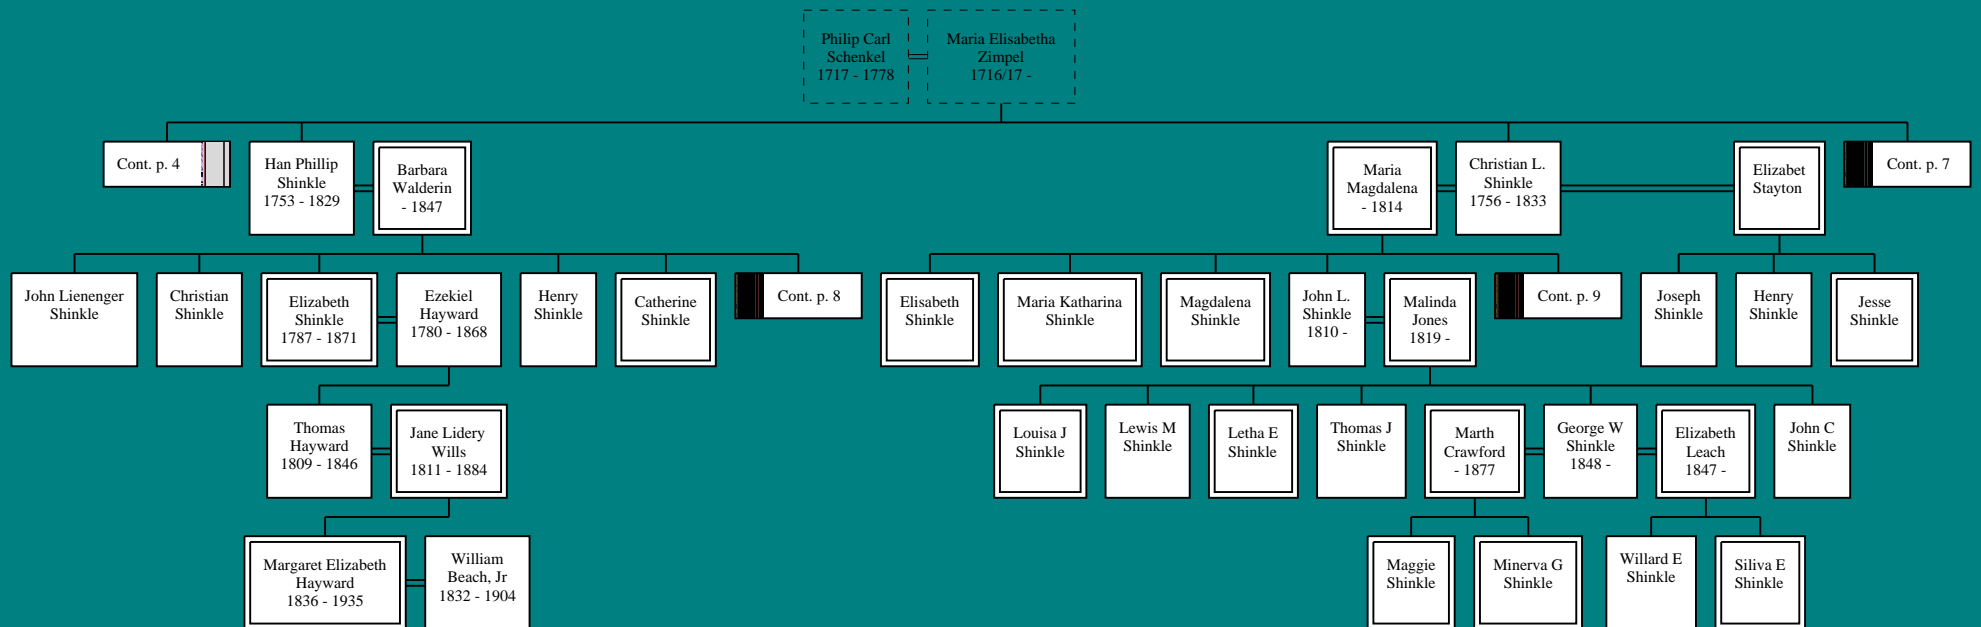 Philip Carl
Schenkel
1717 - 1778
Maria Elisabetha
Zimpel
1716/17 -
Cont. p. 4
Han Phillip
Shinkle
1753 - 1829
Barbara
Walderin
- 1847
Maria
Magdalena
- 1814
Christian L.
Shinkle
1756 - 1833
Elizabet
Stayton
Cont. p. 7
John Lienenger
Shinkle
Christian
Shinkle
Elizabeth
Shinkle
1787 - 1871
Ezekiel
Hayward
1780 - 1868
Henry
Shinkle
Catherine
Shinkle
Cont. p. 8
Elisabeth
Shinkle
Maria Katharina
Shinkle
Magdalena
Shinkle
John L.
Shinkle
1810 -
Malinda
Jones
1819 -
Cont. p. 9
Joseph
Shinkle
Henry
Shinkle
Jesse
Shinkle
Thomas
Hayward
1809 - 1846
Jane Lidery
Wills
1811 - 1884
Louisa J
Shinkle
Lewis M
Shinkle
Letha E
Shinkle
Thomas J
Shinkle
Marth
Crawford
- 1877
George W
Shinkle
1848 -
Elizabeth
Leach
1847 -
John C
Shinkle
Margaret Elizabeth
Hayward
1836 - 1935
William
Beach, Jr
1832 - 1904
Maggie
Shinkle
Minerva G
Shinkle
Willard E
Shinkle
Siliva E
Shinkle